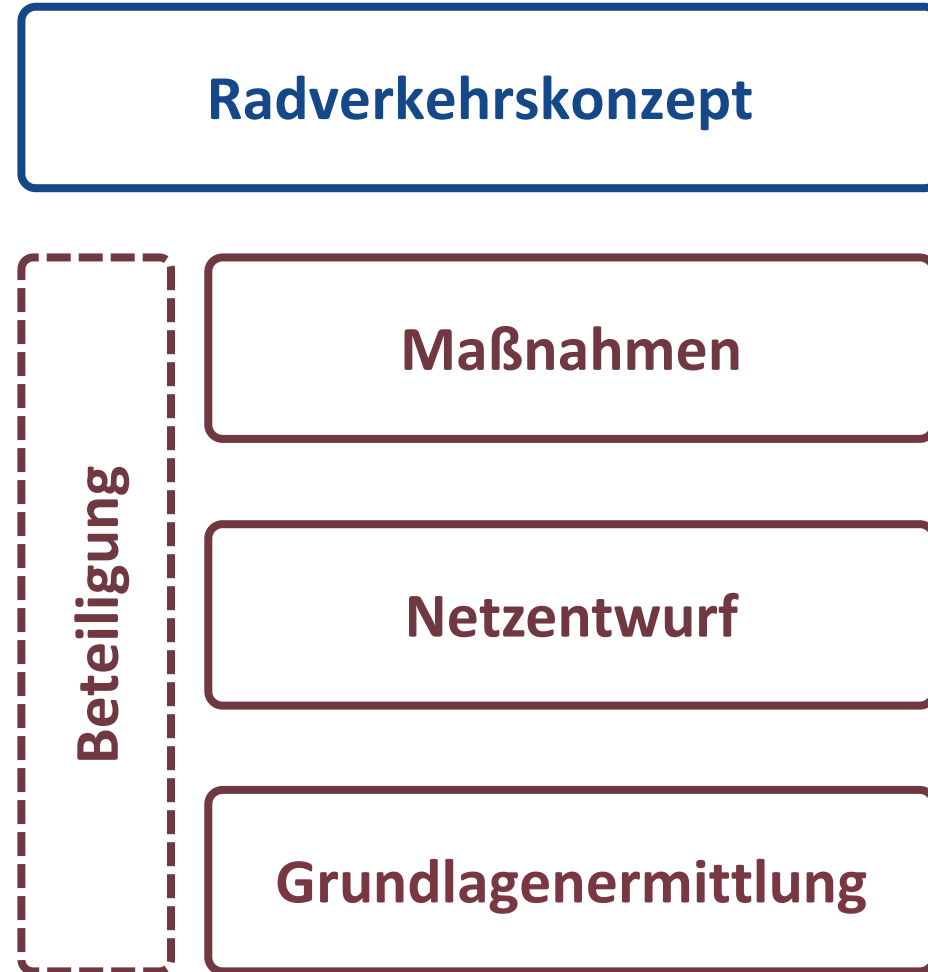 Radverkehrskonzept
Beteiligung
Maßnahmen
Netzentwurf
Grundlagenermittlung